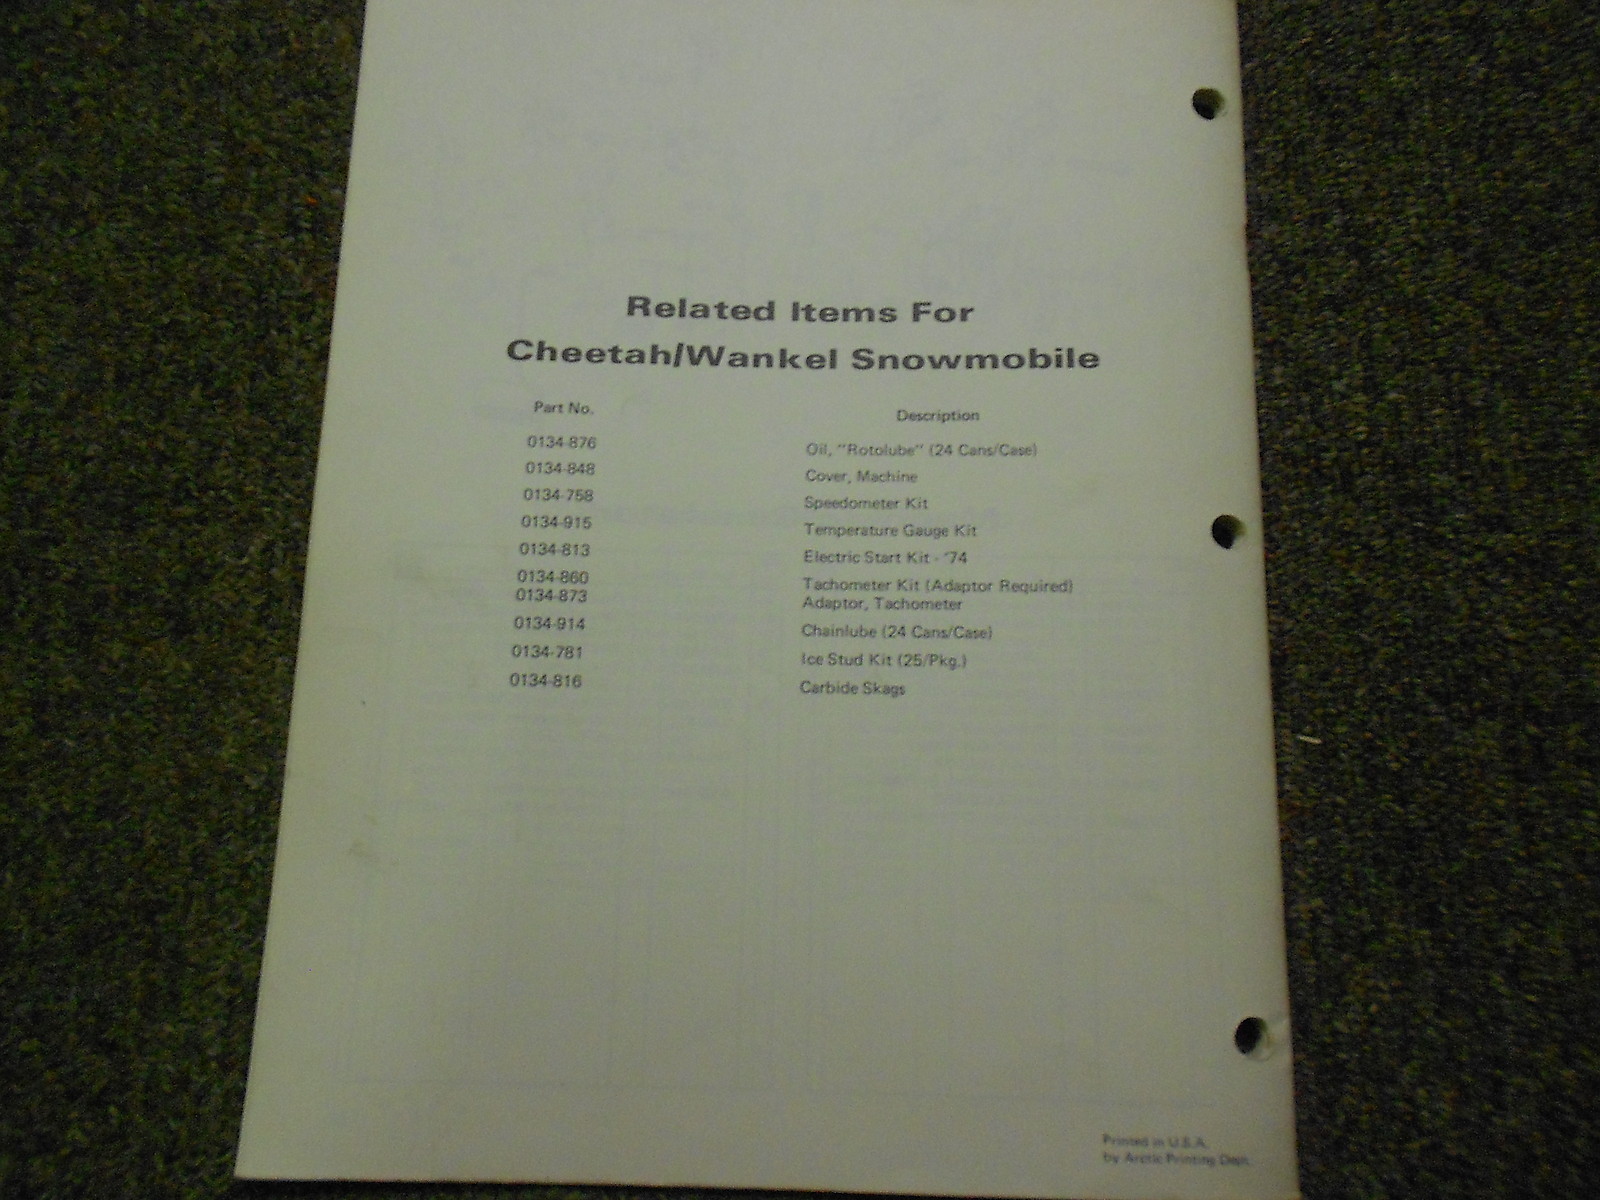 Related Items For
Cheetah/Wankel Snowmobile
Part No. Description
0134-876 Oil, "Rotolube" (24 Cans/Case)
0134-848 Cover, Machine
0134-758 Speedometer Kit
0134-915 Temperature Gauge Kit
0134-813 Electric Start Kit - '74
0134-860 Tachometer Kit (Adaptor Required)
0134-873 Adaptor, Tachometer
0134-914 Chainlube (24 Cans/Case)
0134-781 Ice Stud Kit (25/Pkg.)
0134-816 Carbide Skags
Printed in U.S.A.
by Arctic Printing Dept.